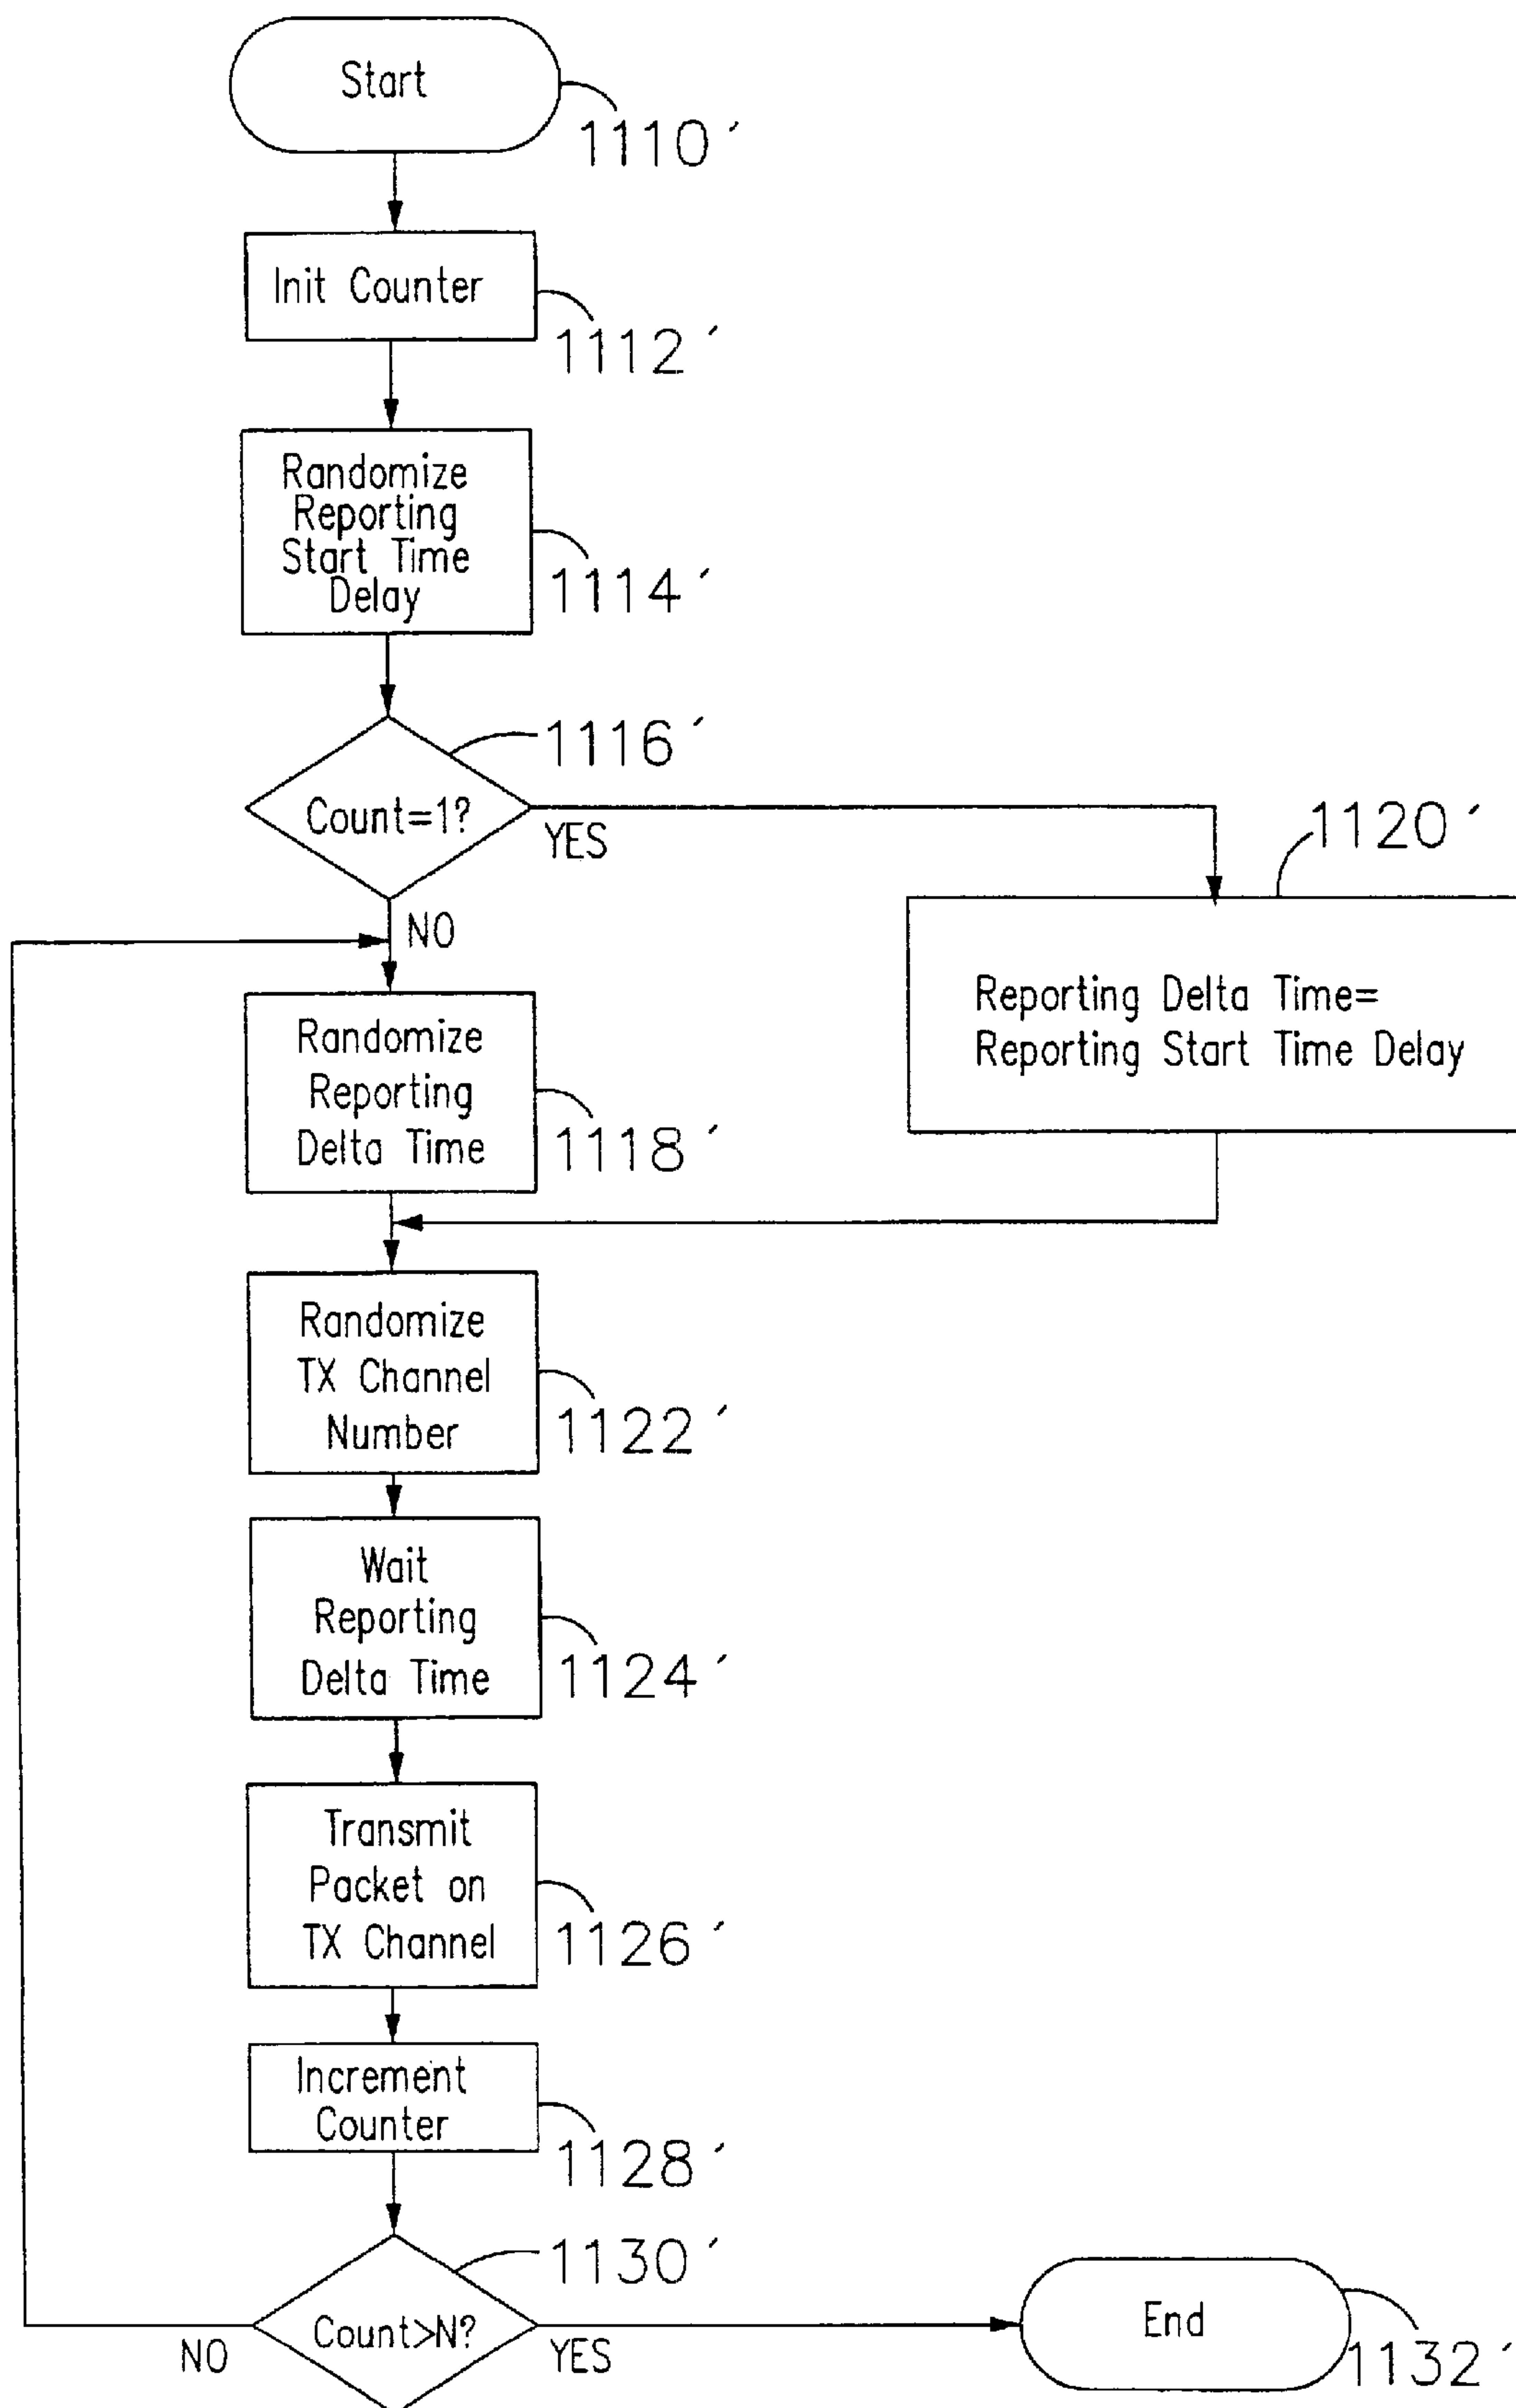 Start
1110′
Init Counter
1112′
Randomize
Reporting
Start Time
Delay
1114′
1116′
Count=1?
YES
NO
1120′
Reporting Delta Time=
Reporting Start Time Delay
Randomize
Reporting
Delta Time
1118′
Randomize
TX Channel
Number
1122′
Wait
Reporting
Delta Time
1124′
Transmit
Packet on
TX Channel
1126′
Increment
Counter
1128′
1130′
Count>N?
NO
YES
End
1132′